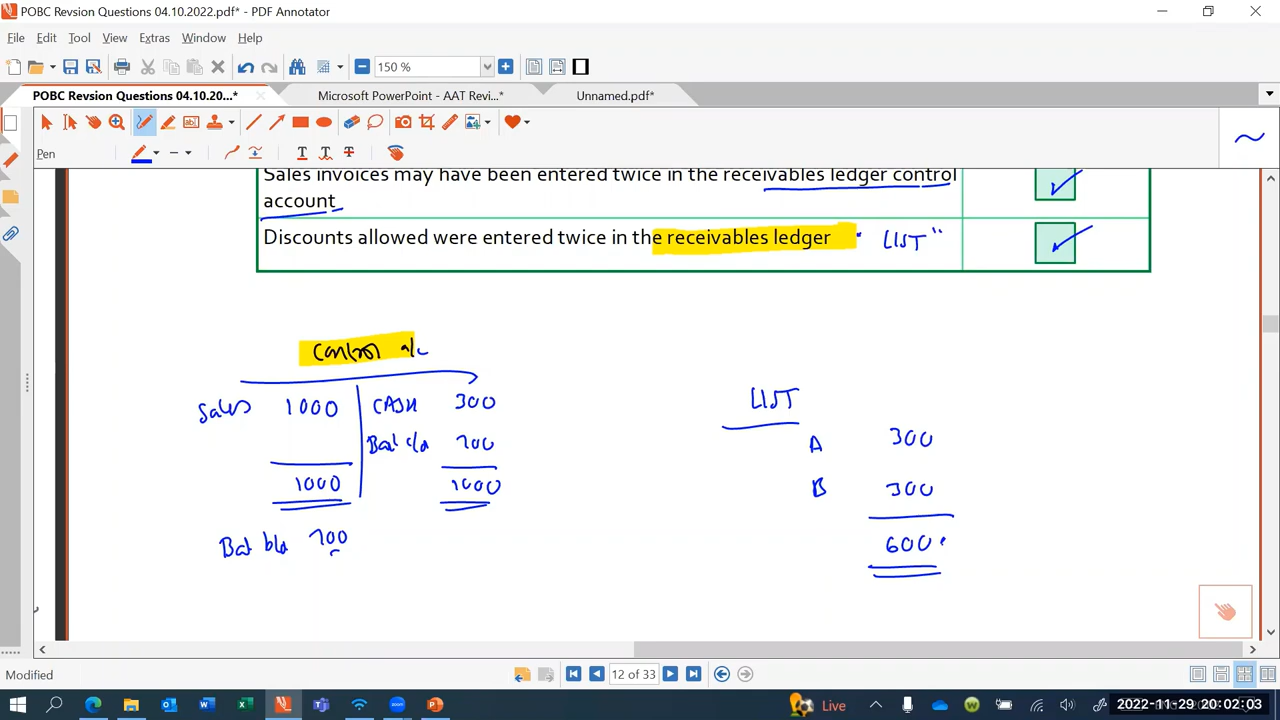 POBC Revsion Questions 04.10.2022.pdf* - PDF Annotator
File Edit Tool View Extras Window Help
150 %
POBC Revsion Questions 04.10.20...* Microsoft PowerPoint - AAT Revi...* Unnamed.pdf*
Pen
Sales invoices may have been entered twice in the receivables ledger control
account
Discounts allowed were entered twice in the receivables ledger "LIST"
Control a/c
Sales 1000 CASH 300
Bal c/d 700
1000 1000
Bal b/d 700
LIST
A 300
B 300
600
Modified 12 of 33
Live 2022-11-29 20:02:03